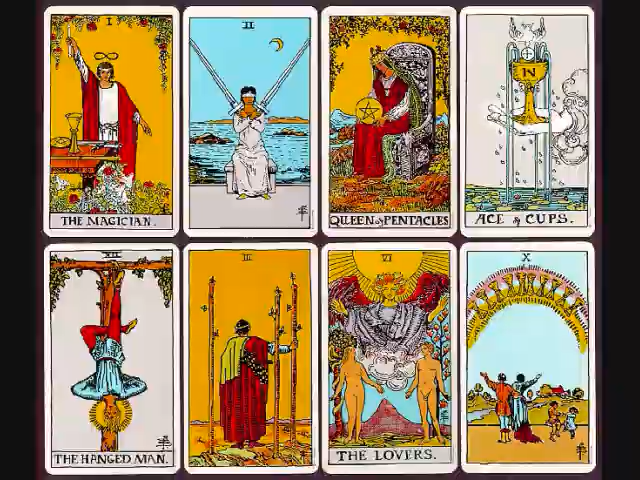 I
THE MAGICIAN.
II
QUEEN of PENTACLES
ACE of CUPS.
XII
THE HANGED MAN.
III
VI
THE LOVERS.
X